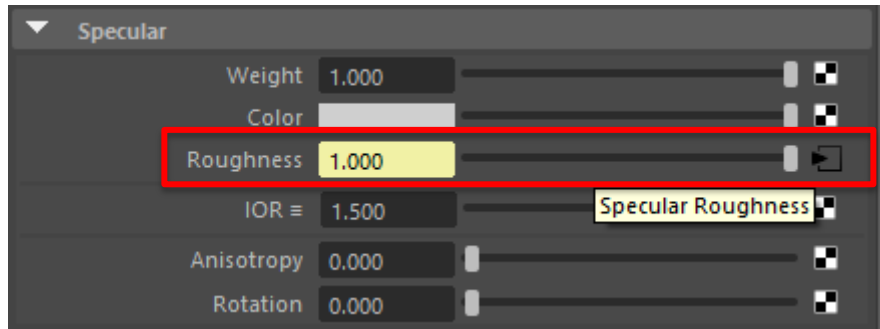 Specular
Weight 1.000
Color
Roughness 1.000
IOR ≡ 1.500
Specular Roughness
Anisotropy 0.000
Rotation 0.000